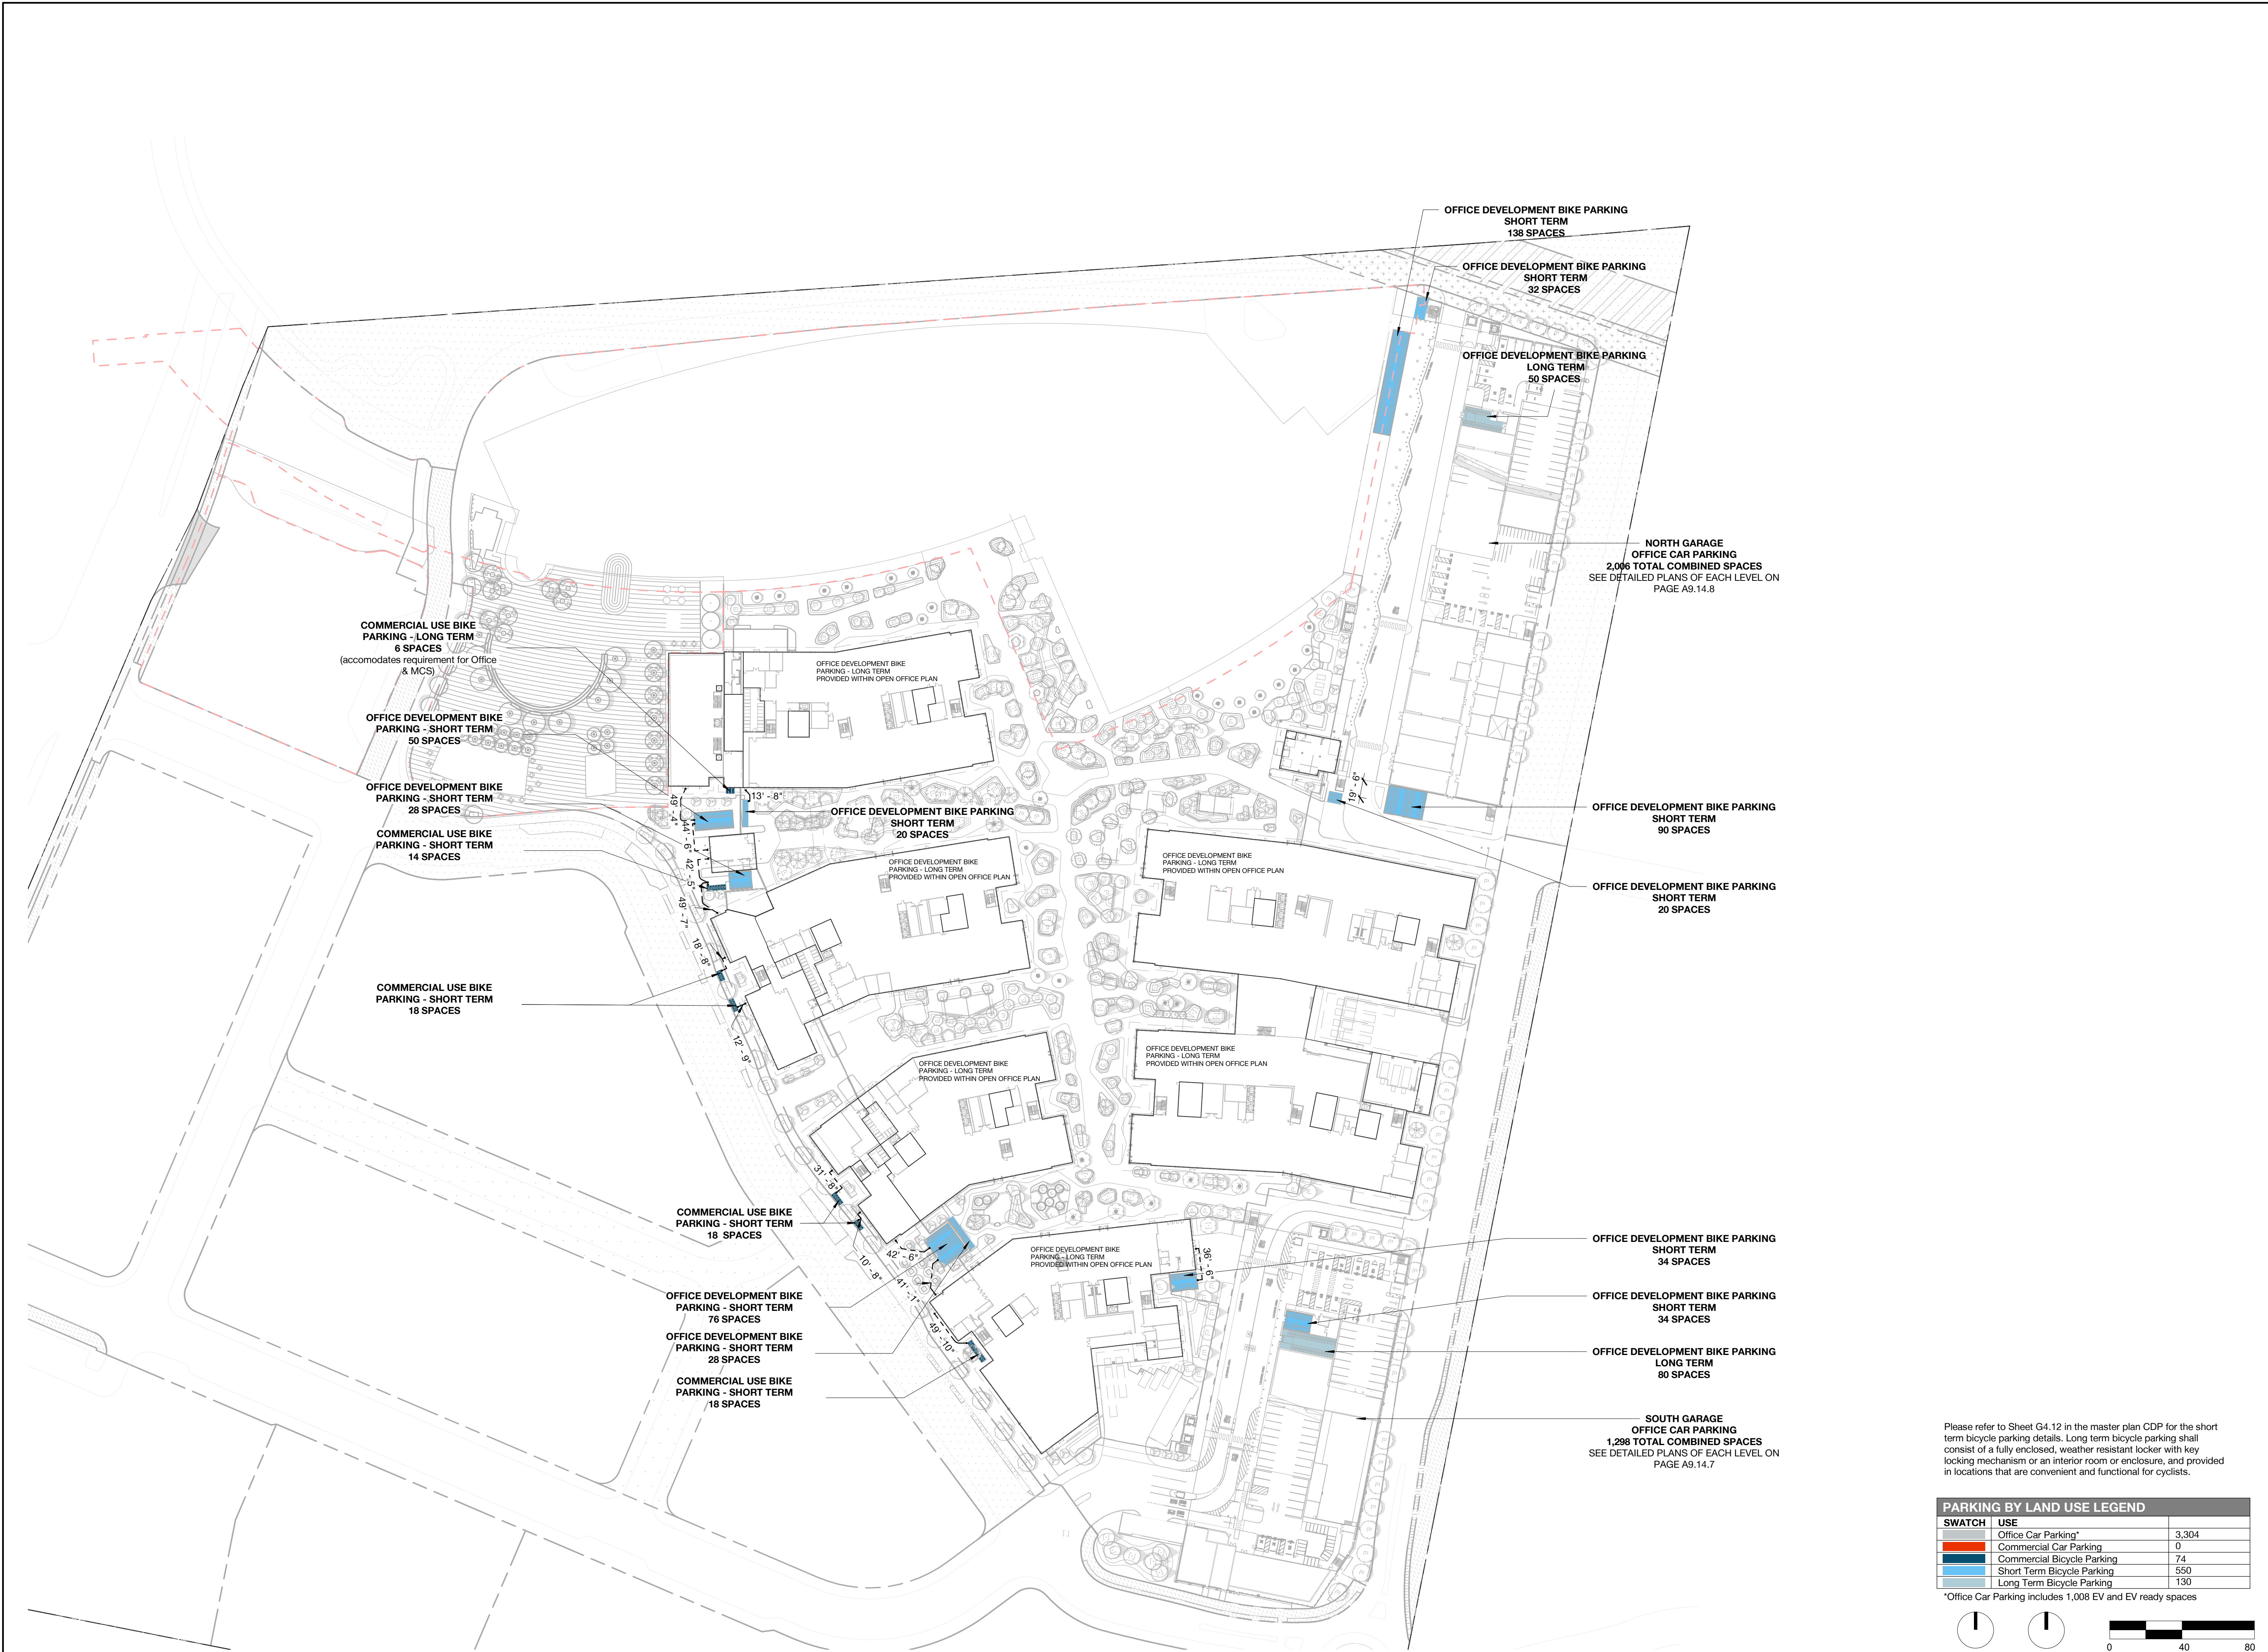 OFFICE DEVELOPMENT BIKE PARKING
SHORT TERM
138 SPACES
OFFICE DEVELOPMENT BIKE PARKING
SHORT TERM
32 SPACES
OFFICE DEVELOPMENT BIKE PARKING
LONG TERM
50 SPACES
NORTH GARAGE
OFFICE CAR PARKING
2,006 TOTAL COMBINED SPACES
SEE DETAILED PLANS OF EACH LEVEL ON
PAGE A9.14.8
COMMERCIAL USE BIKE
PARKING - LONG TERM
6 SPACES
(accomodates requirement for Office
& MCS)
OFFICE DEVELOPMENT BIKE
PARKING - LONG TERM
PROVIDED WITHIN OPEN OFFICE PLAN
OFFICE DEVELOPMENT BIKE
PARKING - SHORT TERM
50 SPACES
OFFICE DEVELOPMENT BIKE
PARKING - SHORT TERM
28 SPACES
COMMERCIAL USE BIKE
PARKING - SHORT TERM
14 SPACES
13' - 8"
49' - 4"
44' - 6"
42' - 5"
49' - 7"
18' - 8"
12' - 9"
OFFICE DEVELOPMENT BIKE PARKING
SHORT TERM
20 SPACES
19' - 6"
OFFICE DEVELOPMENT BIKE PARKING
SHORT TERM
90 SPACES
OFFICE DEVELOPMENT BIKE
PARKING - LONG TERM
PROVIDED WITHIN OPEN OFFICE PLAN
OFFICE DEVELOPMENT BIKE
PARKING - LONG TERM
PROVIDED WITHIN OPEN OFFICE PLAN
OFFICE DEVELOPMENT BIKE PARKING
SHORT TERM
20 SPACES
COMMERCIAL USE BIKE
PARKING - SHORT TERM
18 SPACES
OFFICE DEVELOPMENT BIKE
PARKING - LONG TERM
PROVIDED WITHIN OPEN OFFICE PLAN
OFFICE DEVELOPMENT BIKE
PARKING - LONG TERM
PROVIDED WITHIN OPEN OFFICE PLAN
31' - 8"
COMMERCIAL USE BIKE
PARKING - SHORT TERM
18 SPACES
10' - 8"
42' - 6"
41' - 1"
49' - 10"
36' - 6"
OFFICE DEVELOPMENT BIKE
PARKING - LONG TERM
PROVIDED WITHIN OPEN OFFICE PLAN
OFFICE DEVELOPMENT BIKE
PARKING - SHORT TERM
76 SPACES
OFFICE DEVELOPMENT BIKE
PARKING - SHORT TERM
28 SPACES
COMMERCIAL USE BIKE
PARKING - SHORT TERM
18 SPACES
OFFICE DEVELOPMENT BIKE PARKING
SHORT TERM
34 SPACES
OFFICE DEVELOPMENT BIKE PARKING
SHORT TERM
34 SPACES
OFFICE DEVELOPMENT BIKE PARKING
LONG TERM
80 SPACES
SOUTH GARAGE
OFFICE CAR PARKING
1,298 TOTAL COMBINED SPACES
SEE DETAILED PLANS OF EACH LEVEL ON
PAGE A9.14.7
Please refer to Sheet G4.12 in the master plan CDP for the short
term bicycle parking details. Long term bicycle parking shall
consist of a fully enclosed, weather resistant locker with key
locking mechanism or an interior room or enclosure, and provided
in locations that are convenient and functional for cyclists.
PARKING BY LAND USE LEGEND
SWATCH USE
Office Car Parking* 3,304
Commercial Car Parking 0
Commercial Bicycle Parking 74
Short Term Bicycle Parking 550
Long Term Bicycle Parking 130
*Office Car Parking includes 1,008 EV and EV ready spaces
0 40 80